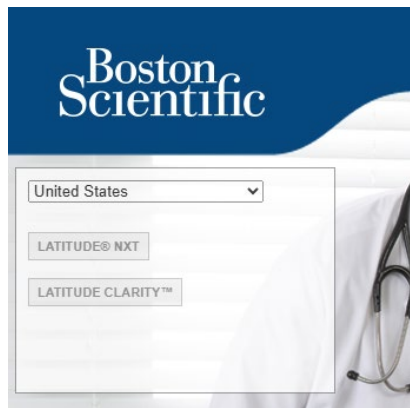 Boston
Scientific
United States
LATITUDE® NXT
LATITUDE CLARITY™